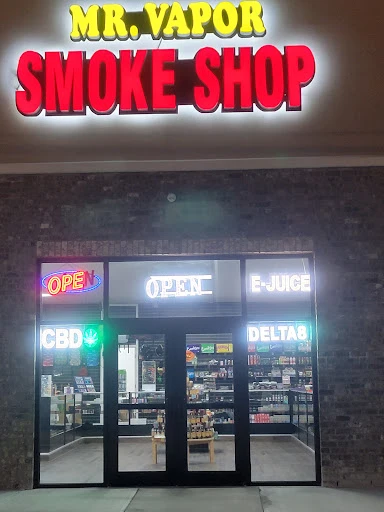 MR. VAPOR
SMOKE SHOP
OPEN
OPEN
E-JUICE
CBD
DELTA8